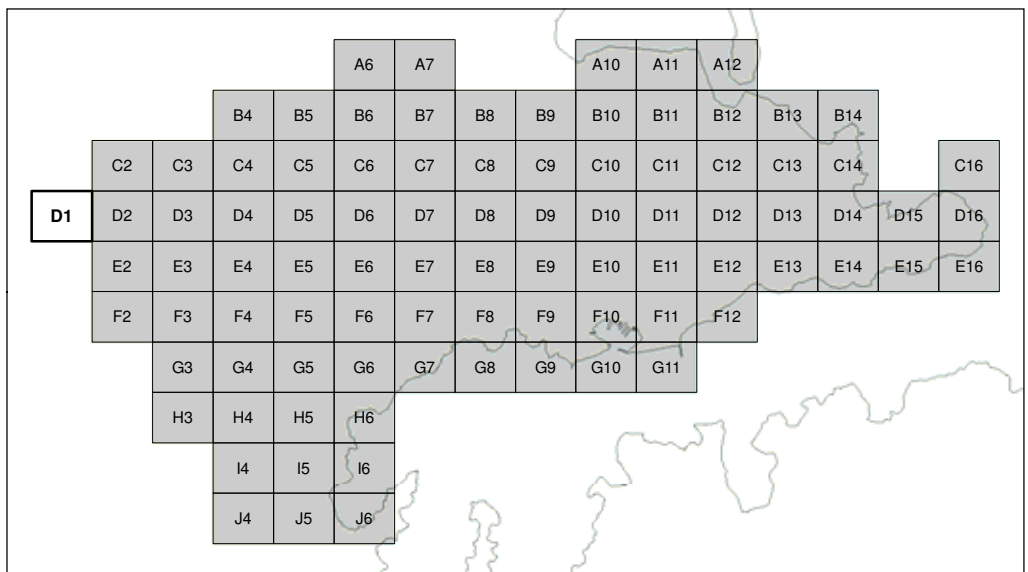 A6 A7 A10 A11 A12
B4 B5 B6 B7 B8 B9 B10 B11 B12 B13 B14
C2 C3 C4 C5 C6 C7 C8 C9 C10 C11 C12 C13 C14 C16
D1 D2 D3 D4 D5 D6 D7 D8 D9 D10 D11 D12 D13 D14 D15 D16
E2 E3 E4 E5 E6 E7 E8 E9 E10 E11 E12 E13 E14 E15 E16
F2 F3 F4 F5 F6 F7 F8 F9 F10 F11 F12
G3 G4 G5 G6 G7 G8 G9 G10 G11
H3 H4 H5 H6
I4 I5 I6
J4 J5 J6